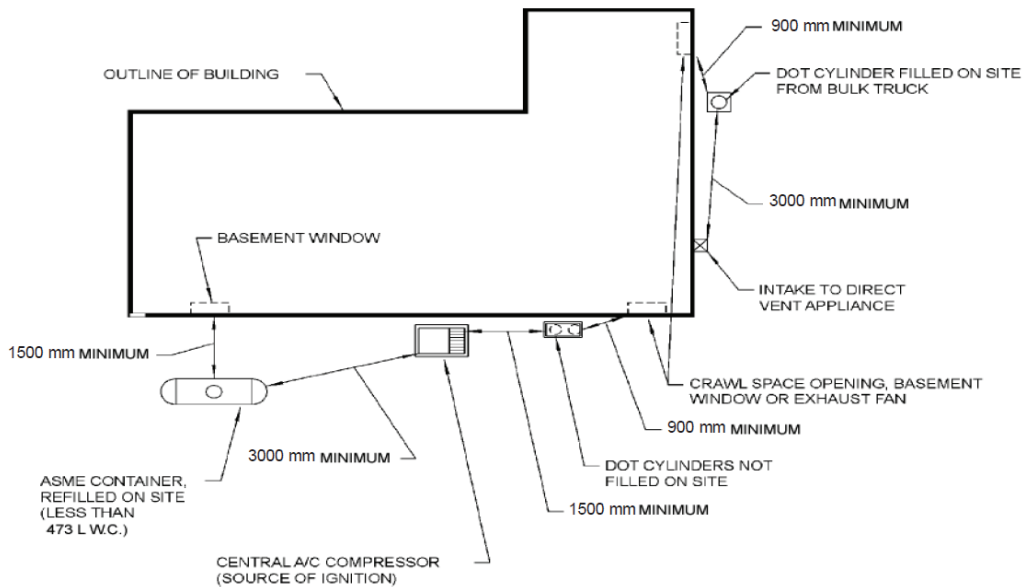 900 mm MINIMUM
OUTLINE OF BUILDING
DOT CYLINDER FILLED ON SITE
FROM BULK TRUCK
3000 mm MINIMUM
BASEMENT WINDOW
INTAKE TO DIRECT
VENT APPLIANCE
1500 mm MINIMUM
CRAWL SPACE OPENING, BASEMENT
WINDOW OR EXHAUST FAN
900 mm MINIMUM
3000 mm MINIMUM
DOT CYLINDERS NOT
FILLED ON SITE
ASME CONTAINER,
REFILLED ON SITE
(LESS THAN
473 L W.C.)
1500 mm MINIMUM
CENTRAL A/C COMPRESSOR
(SOURCE OF IGNITION)